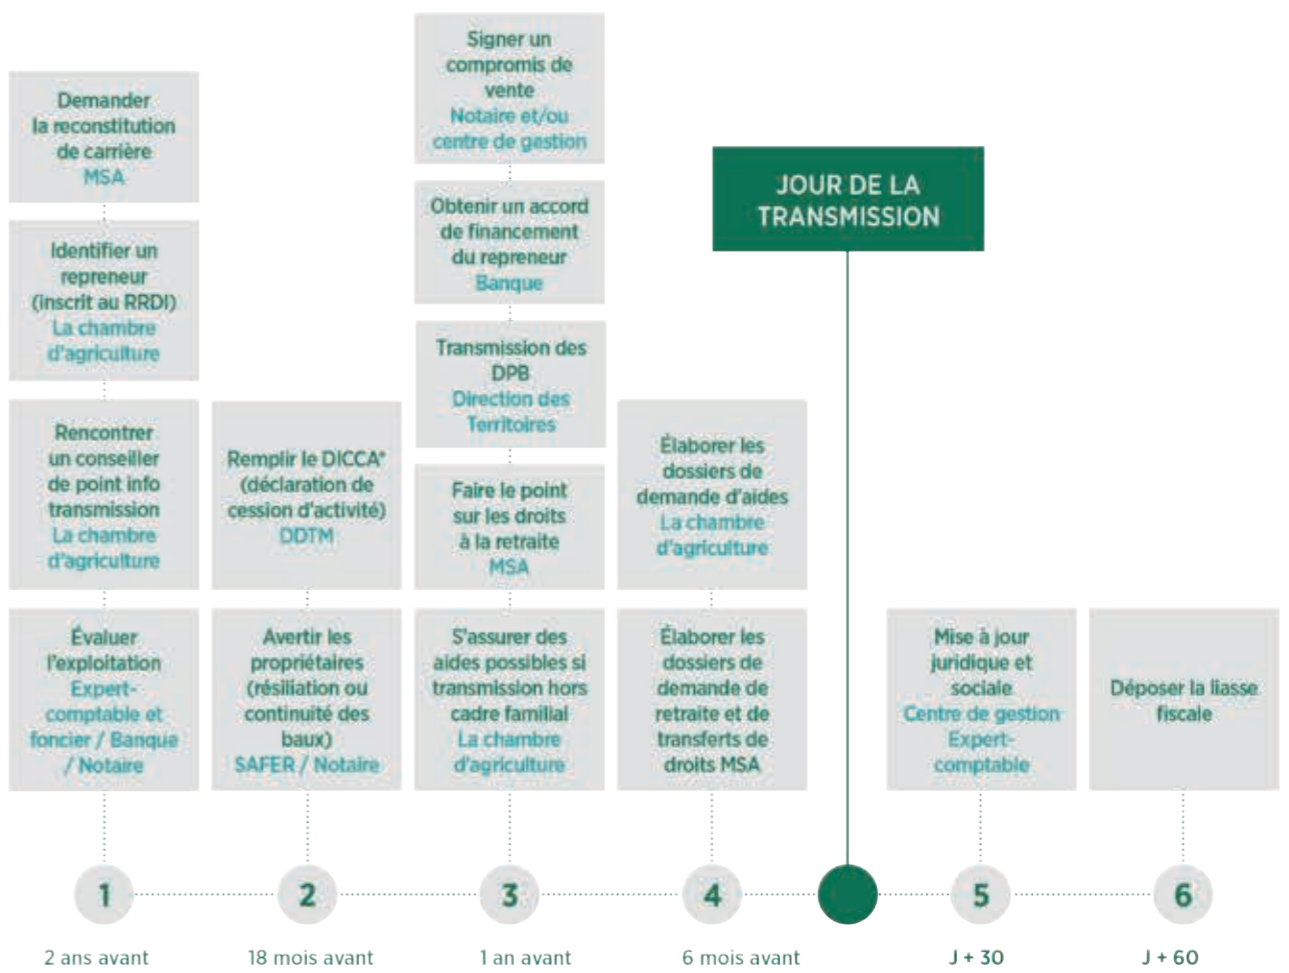 Demander
la reconstitution
de carrière
MSA
Identifier un
repreneur
(inscrit au RRDI)
La chambre
d'agriculture
Rencontrer
un conseiller
de point info
transmission
La chambre
d'agriculture
Évaluer
l'exploitation
Expert-
comptable et
foncier / Banque
/ Notaire
1
2 ans avant
Remplir le DICCA*
(déclaration de
cession d'activité)
DDTM
Avertir les
propriétaires
(résiliation ou
continuité des
baux)
SAFER / Notaire
2
18 mois avant
Signer un
compromis de
vente
Notaire et/ou
centre de gestion
Obtenir un accord
de financement
du repreneur
Banque
Transmission des
DPB
Direction des
Territoires
Faire le point
sur les droits
à la retraite
MSA
S'assurer des
aides possibles si
transmission hors
cadre familial
La chambre
d'agriculture
3
1 an avant
Élaborer les
dossiers de
demande d'aides
La chambre
d'agriculture
Élaborer les
dossiers de
demande de
retraite et de
transferts de
droits MSA
4
6 mois avant
JOUR DE LA
TRANSMISSION
Mise à jour
juridique et
sociale
Centre de gestion
Expert-
comptable
5
J + 30
Déposer la liasse
fiscale
6
J + 60